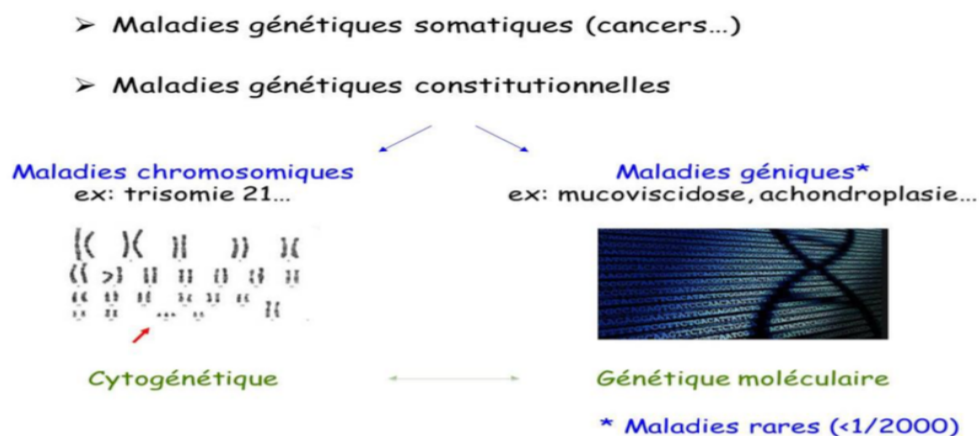 ➢ Maladies génétiques somatiques (cancers...)
➢ Maladies génétiques constitutionnelles
Maladies chromosomiques
ex: trisomie 21...
Maladies géniques*
ex: mucoviscidose, achondroplasie...
Cytogénétique
Génétique moléculaire
* Maladies rares (<1/2000)